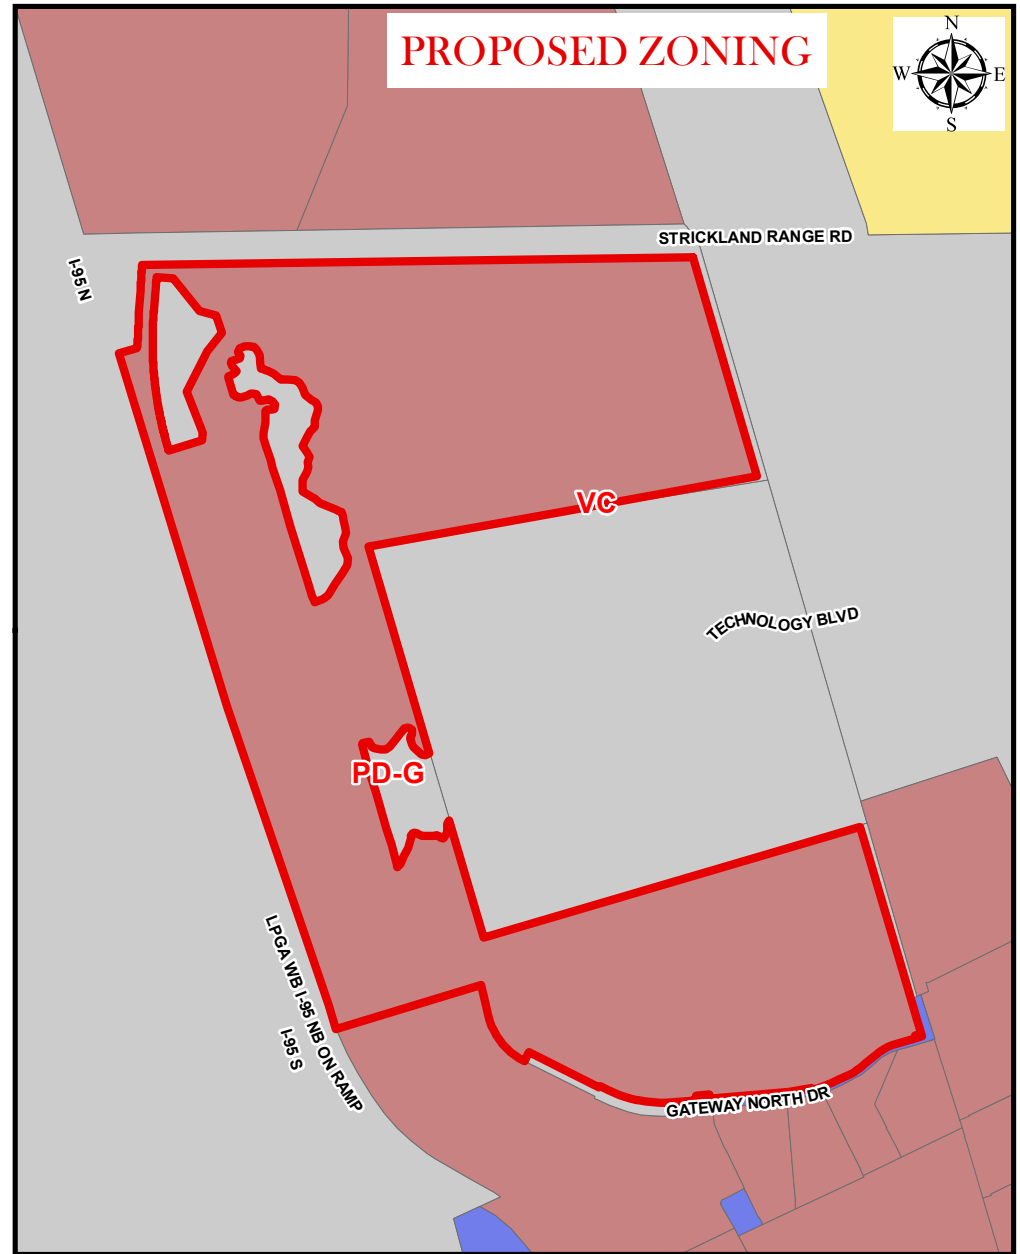 PROPOSED ZONING
N
W E
S
STRICKLAND RANGE RD
I-95 N
VC
TECHNOLOGY BLVD
PD-G
LPGA WB I-95 NB ON RAMP
I-95 S
GATEWAY NORTH DR